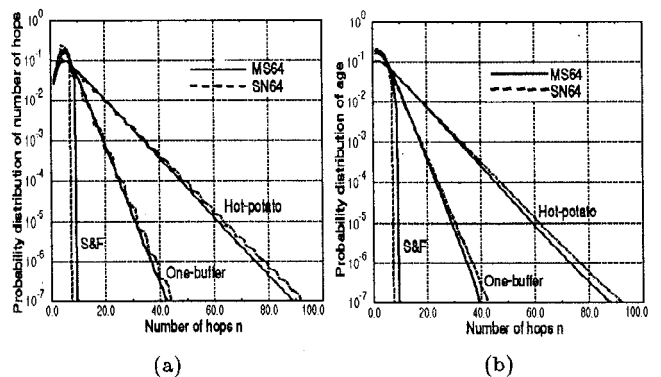 Probability distribution of number of hops
10^0
10^-1
10^-2
10^-3
10^-4
10^-5
10^-6
10^-7
MS64
SN64
Hot-potato
S&F
One-buffer
0.0 20.0 40.0 60.0 80.0 100.0
Number of hops n
(a)
Probability distribution of age
10^0
10^-1
10^-2
10^-3
10^-4
10^-5
10^-6
10^-7
MS64
SN64
Hot-potato
S&F
One-buffer
0.0 20.0 40.0 60.0 80.0 100.0
Number of hops n
(b)